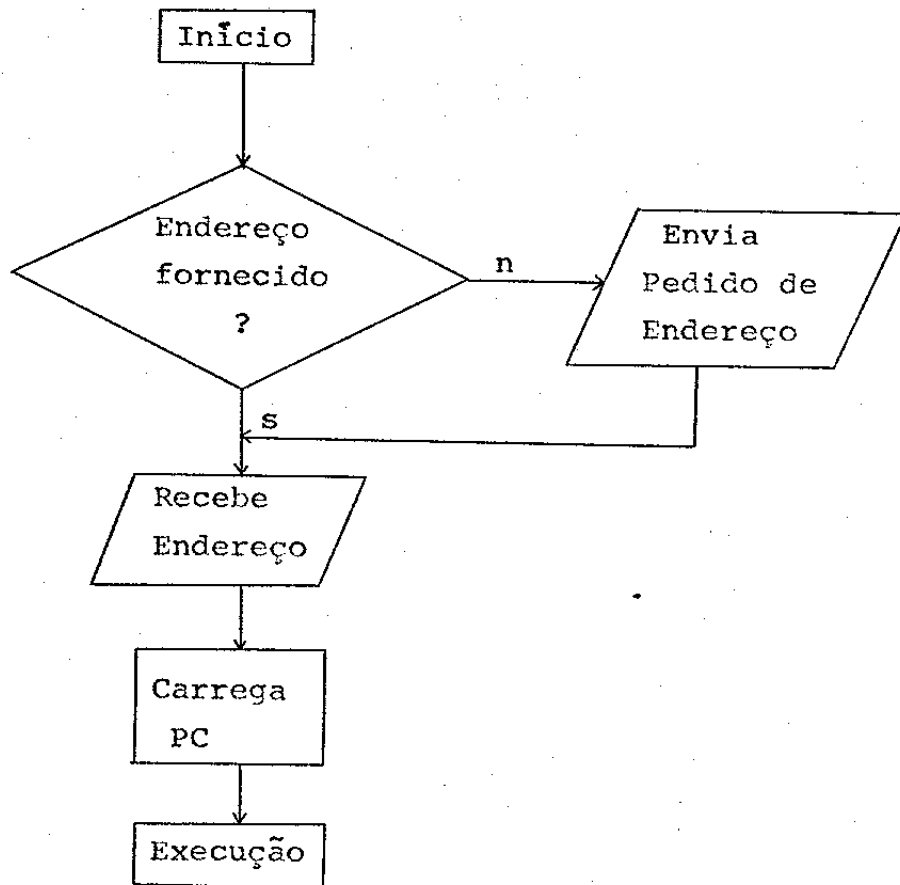 Início
Endereço
fornecido
?
n
Envia
Pedido de
Endereço
s
Recebe
Endereço
Carrega
PC
Execução